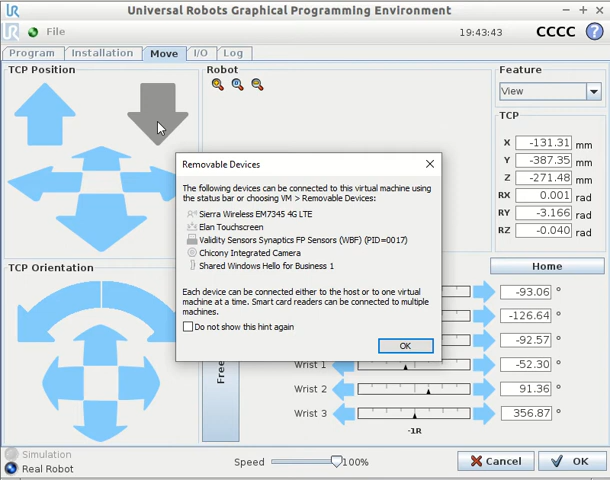 Universal Robots Graphical Programming Environment
File
19:43:43
CCCC
?
Program
Installation
Move
I/O
Log
TCP Position
Robot
Feature
View
TCP
X -131.31 mm
Y -387.35 mm
Z -271.48 mm
RX 0.001 rad
RY -3.166 rad
RZ -0.040 rad
Removable Devices
The following devices can be connected to this virtual machine using
the status bar or choosing VM > Removable Devices:
Sierra Wireless EM7345 4G LTE
Elan Touchscreen
Validity Sensors Synaptics FP Sensors (WBF) (PID=0017)
Chicony Integrated Camera
Shared Windows Hello for Business 1
Each device can be connected either to the host or to one virtual
machine at a time. Smart card readers can be connected to multiple
machines.
Do not show this hint again
OK
TCP Orientation
Home
-93.06 °
-126.64 °
-92.57 °
Wrist 1 -52.30 °
Wrist 2 91.36 °
Wrist 3 356.87 °
-1R
Free
Simulation
Real Robot
Speed 100%
Cancel
OK